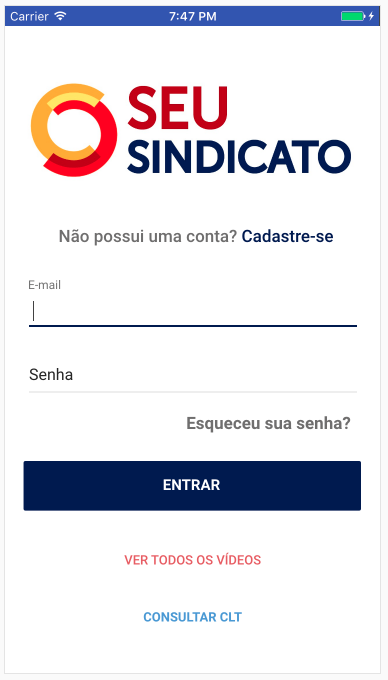 Carrier 7:47 PM
SEU
SINDICATO
Não possui uma conta? Cadastre-se
E-mail
Senha
Esqueceu sua senha?
ENTRAR
VER TODOS OS VÍDEOS
CONSULTAR CLT